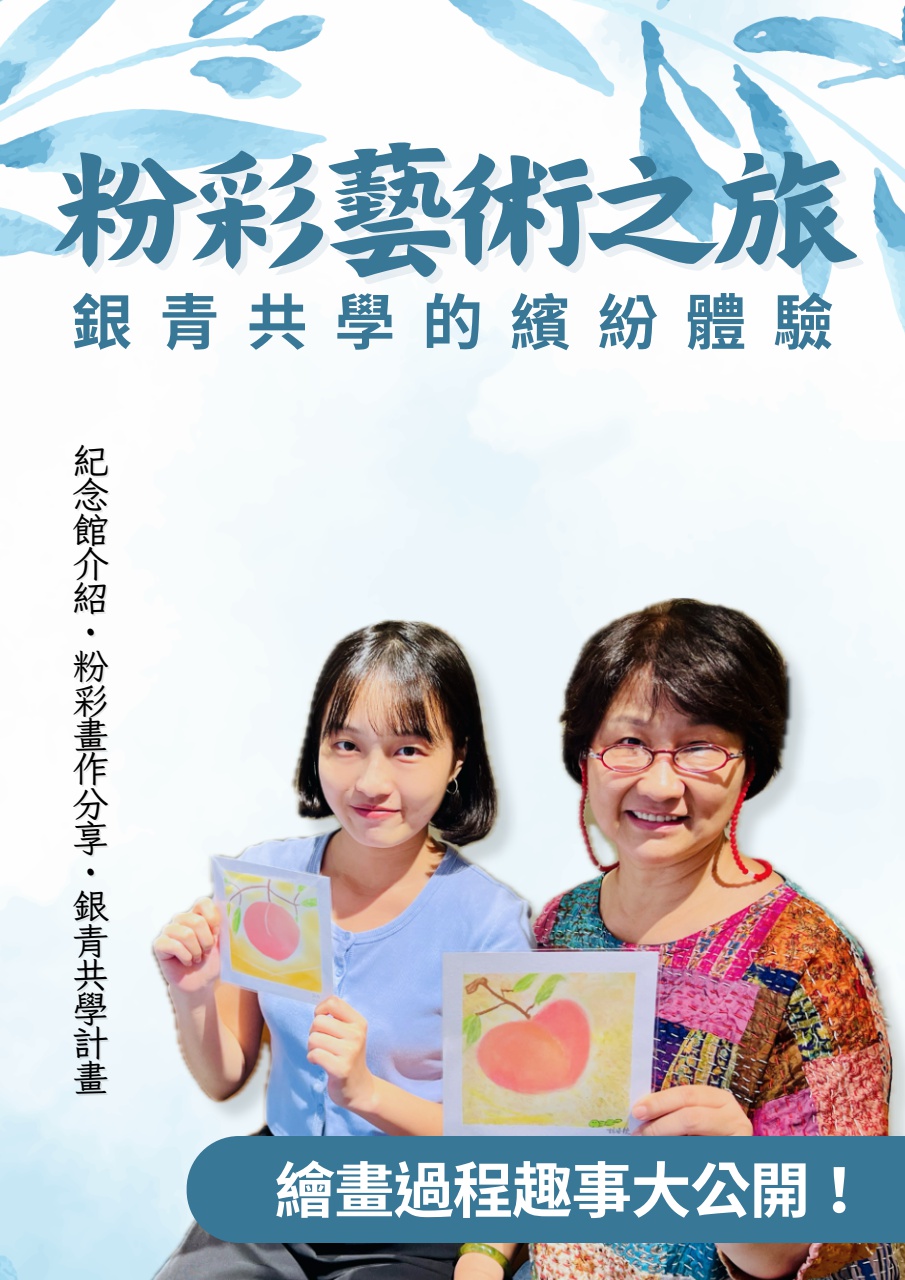 粉彩藝術之旅
銀青共學的繽紛體驗
紀念館介紹・粉彩畫作分享・銀青共學計畫
繪畫過程趣事大公開！